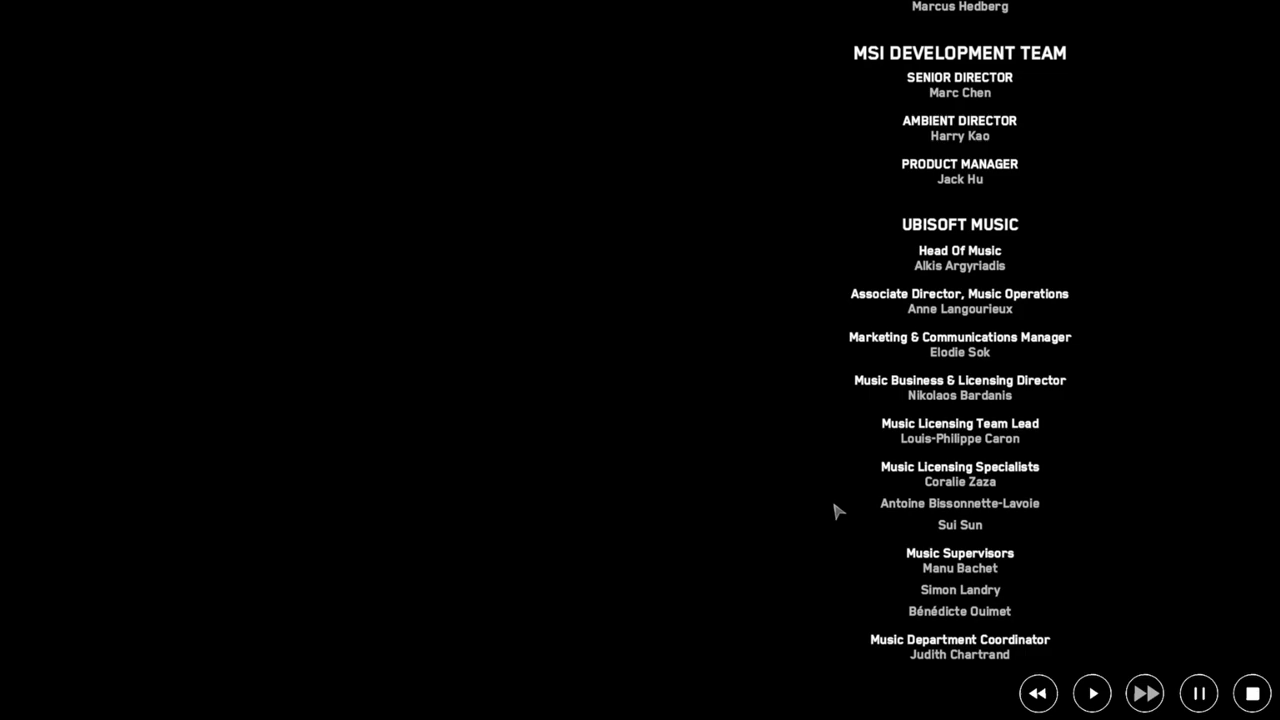 Marcus Hedberg
MSI DEVELOPMENT TEAM
SENIOR DIRECTOR
Marc Chen
AMBIENT DIRECTOR
Harry Kao
PRODUCT MANAGER
Jack Hu
UBISOFT MUSIC
Head Of Music
Alkis Argyriadis
Associate Director, Music Operations
Anne Langourieux
Marketing & Communications Manager
Elodie Sok
Music Business & Licensing Director
Nikolaos Bardanis
Music Licensing Team Lead
Louis-Philippe Caron
Music Licensing Specialists
Coralie Zaza
Antoine Bissonnette-Lavoie
Sui Sun
Music Supervisors
Manu Bachet
Simon Landry
Bénédicte Ouimet
Music Department Coordinator
Judith Chartrand